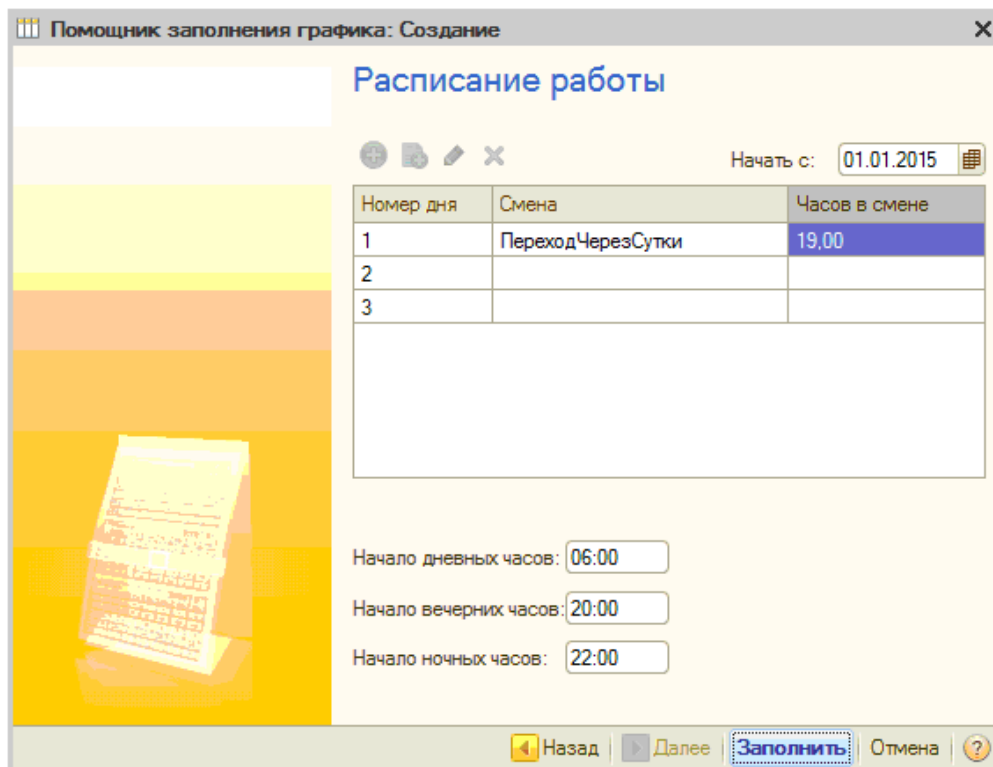 Помощник заполнения графика: Создание
Расписание работы
Начать с: 01.01.2015
Номер дня Смена Часов в смене
1 ПереходЧерезСутки 19,00
2
3
Начало дневных часов: 06:00
Начало вечерних часов: 20:00
Начало ночных часов: 22:00
Назад Далее Заполнить Отмена ?